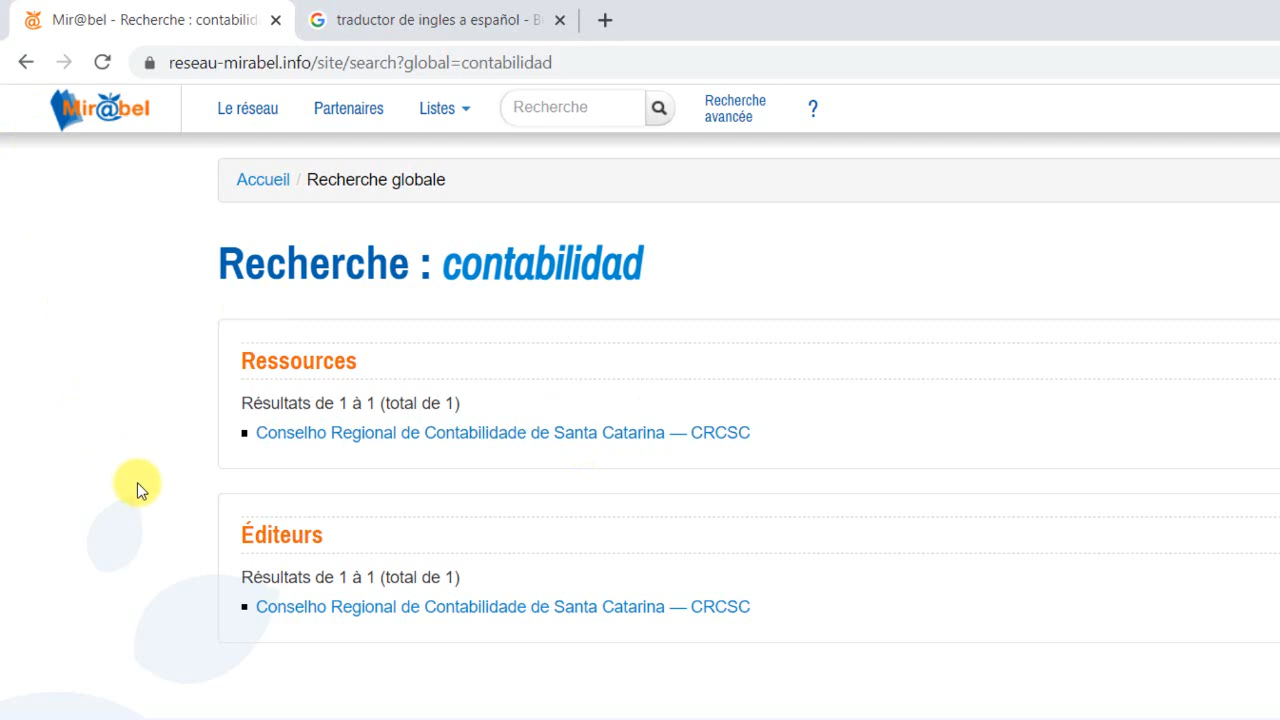 Mir@bel - Recherche : contabilid
traducteur de ingles a español - B
reseau-mirabel.info/site/search?global=contabilidad
Mir@bel
Le réseau
Partenaires
Listes
Recherche
Recherche
avancée
?
Accueil / Recherche globale
Recherche : contabilidad
Ressources
Résultats de 1 à 1 (total de 1)
Conselho Regional de Contabilidade de Santa Catarina — CRCSC
Éditeurs
Résultats de 1 à 1 (total de 1)
Conselho Regional de Contabilidade de Santa Catarina — CRCSC